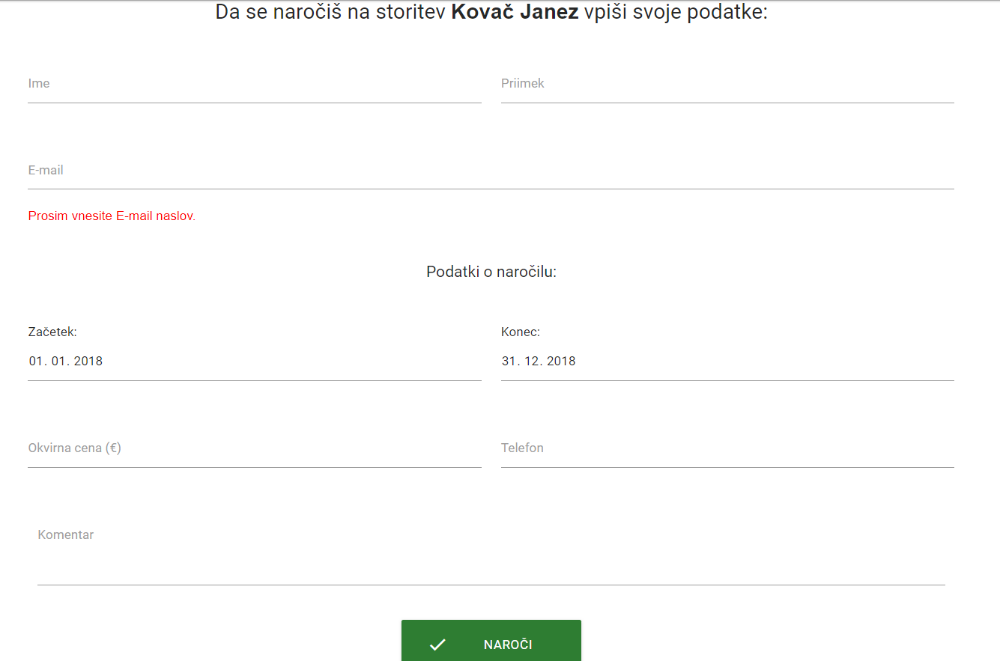 Da se naročiš na storitev Kovač Janez vpiši svoje podatke:
Ime
Priimek
E-mail
Prosim vnesite E-mail naslov.
Podatki o naročilu:
Začetek:
Konec:
01. 01. 2018
31. 12. 2018
Okvirna cena (€)
Telefon
Komentar
NAROČI